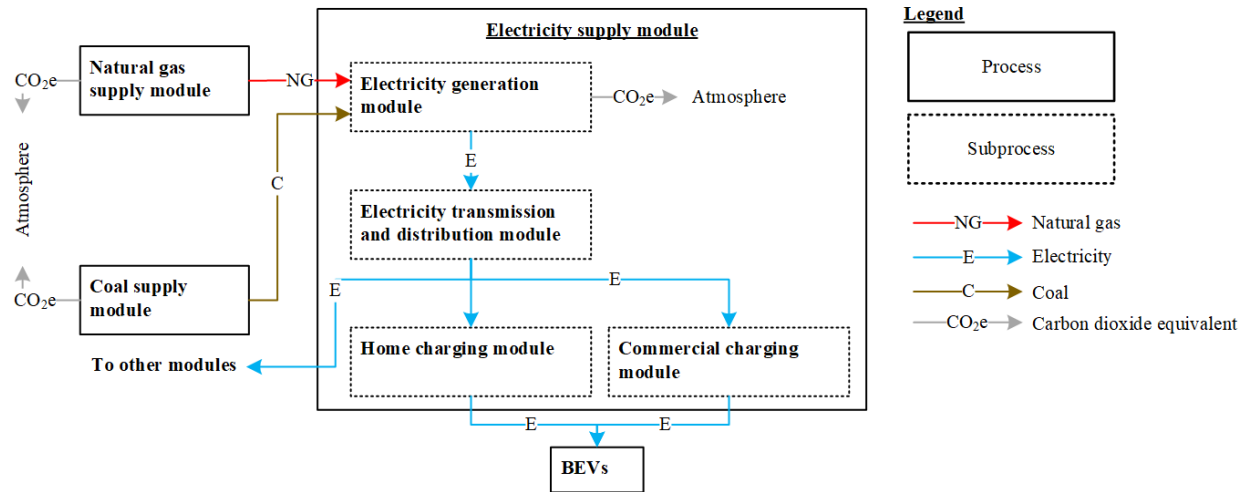 Electricity supply module
Natural gas
supply module
CO₂e
NG
Electricity generation
module
CO₂e
Atmosphere
Atmosphere
C
E
Electricity transmission
and distribution module
CO₂e
Coal supply
module
E
E
To other modules
Home charging module
Commercial charging
module
E
E
BEVs
Legend
Process
Subprocess
NG
Natural gas
E
Electricity
C
Coal
CO₂e
Carbon dioxide equivalent